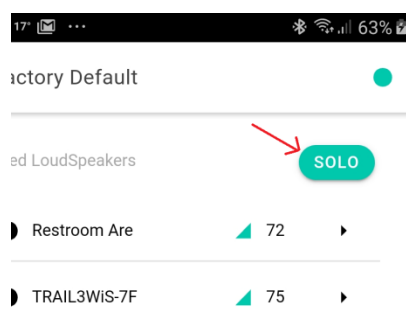 17° ... 63%
actory Default
ed LoudSpeakers SOLO
Restroom Are 72
TRAIL3WiS-7F 75